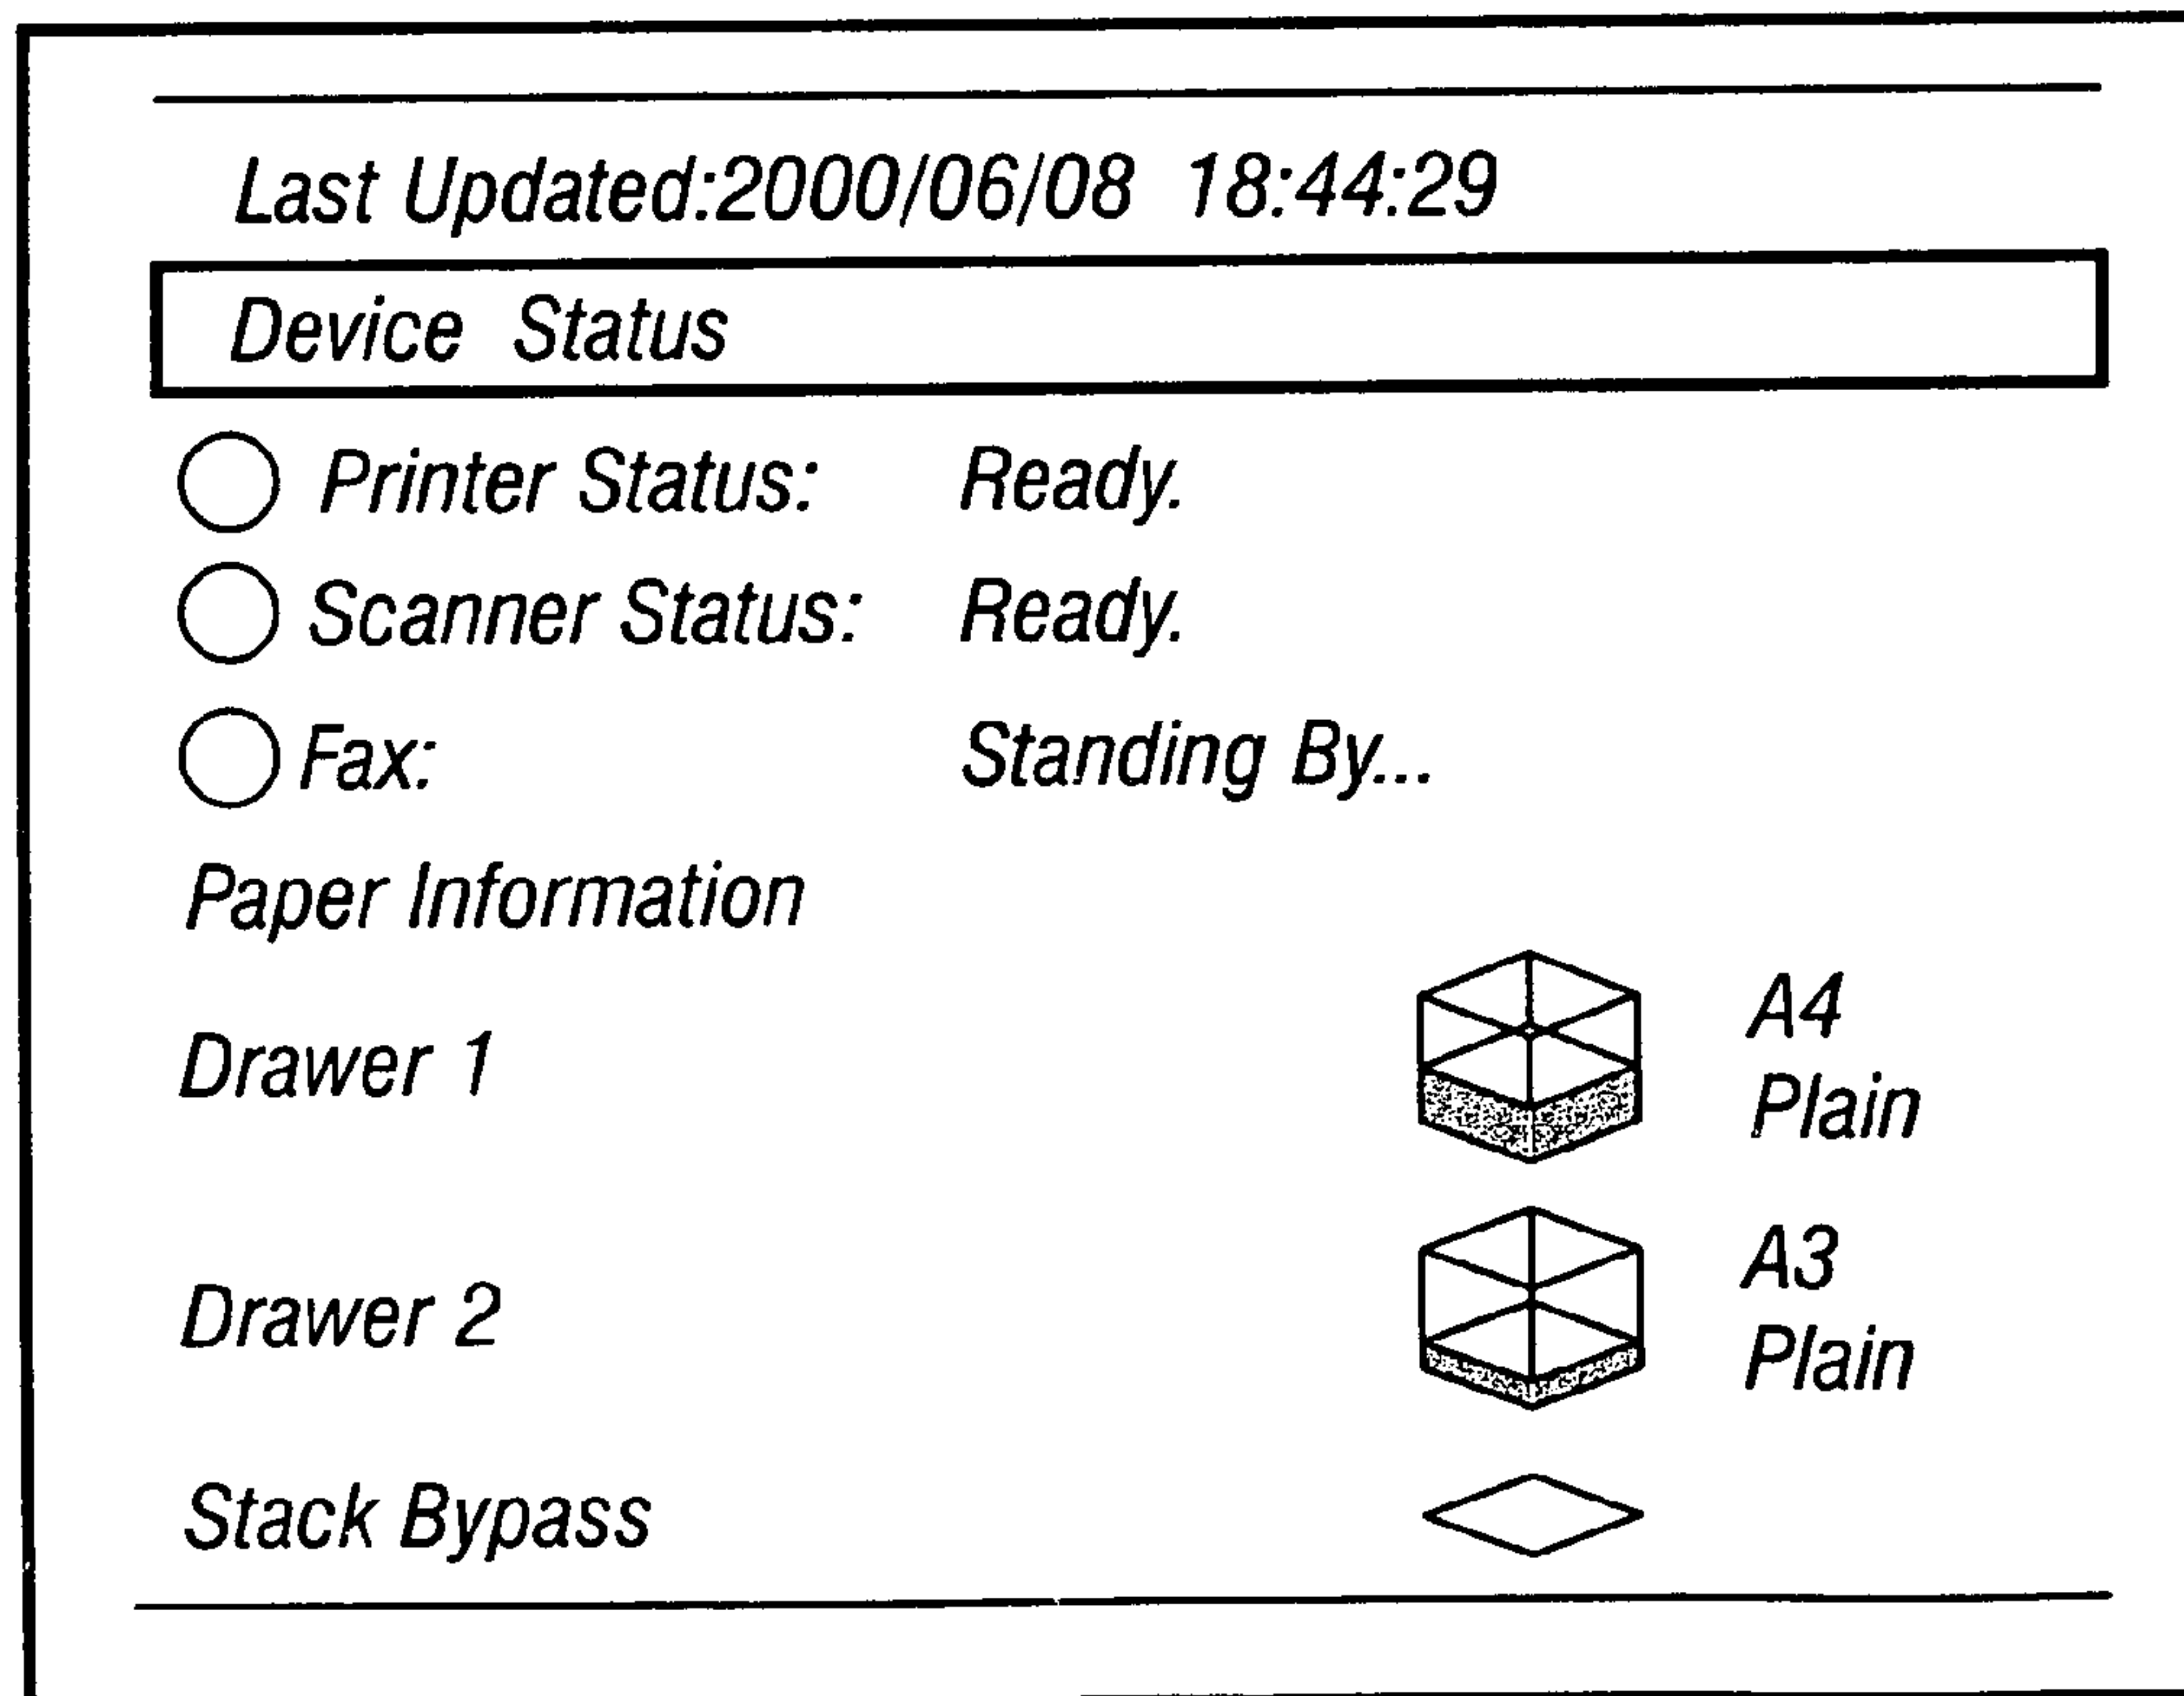 Last Updated:2000/06/08 18:44:29
Device Status
Printer Status: Ready.
Scanner Status: Ready.
Fax: Standing By...
Paper Information
Drawer 1
A4
Plain
Drawer 2
A3
Plain
Stack Bypass